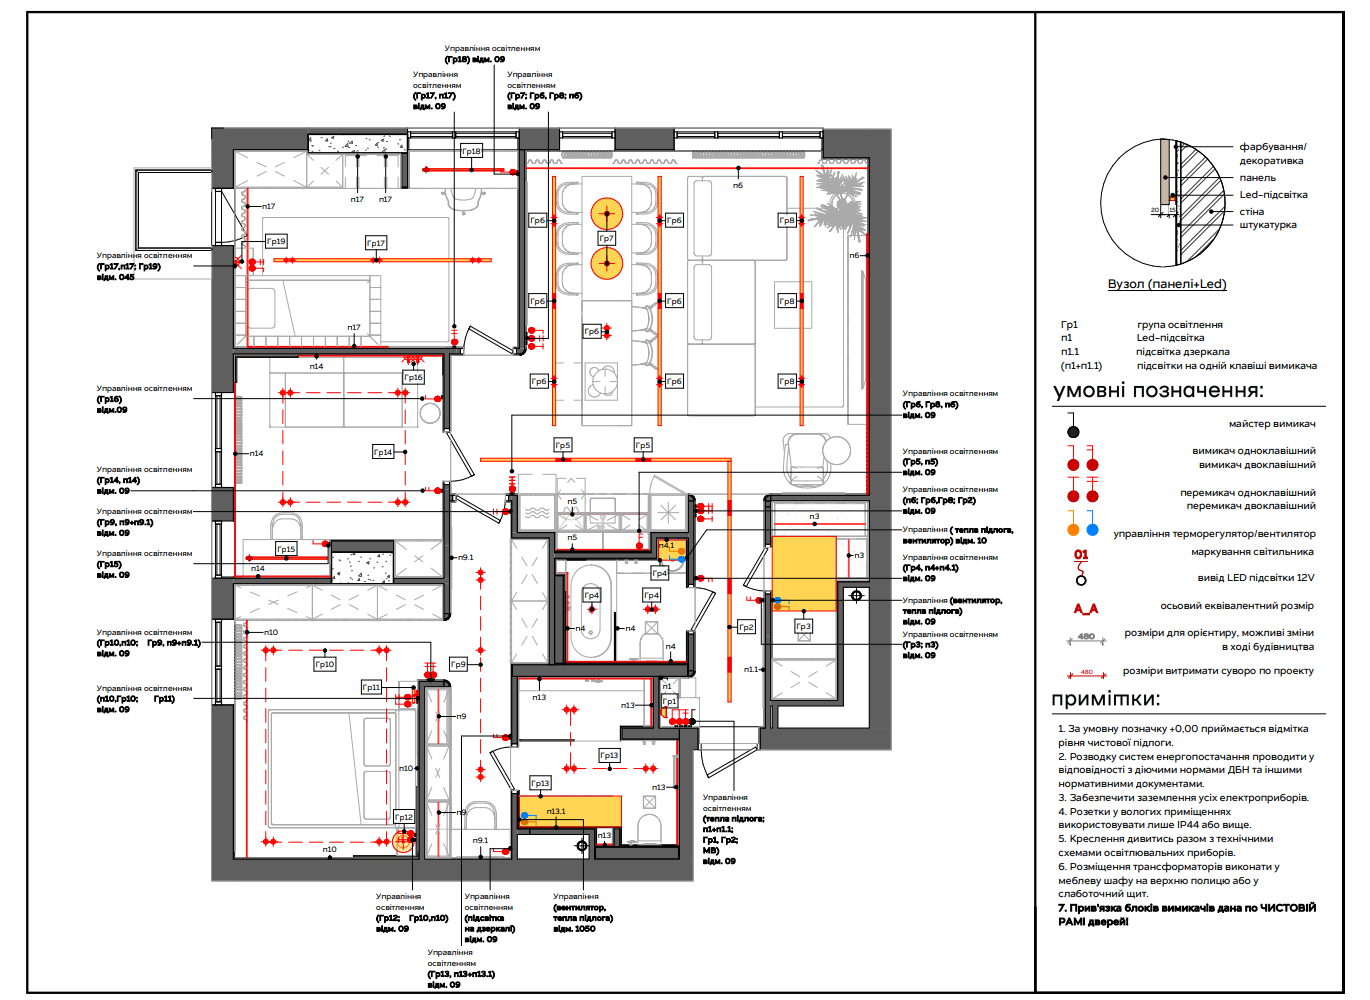 Управління освітленням
(Гр18) відм. 09
Управління
освітленням
(Гр17, п17)
відм. 09
Управління
освітленням
(Гр7; Гр6, Гр8; п6)
відм. 09
Гр18
п17
п17
п17
п6
Гр6
Гр7
Гр6
Гр8
Гр19
Гр17
п6
Управління освітленням
(Гр17,п17; Гр19)
відм. 045
Гр6
Гр6
Гр8
п17
Гр6
п14
Гр16
Гр6
Гр6
Гр8
Управління освітленням
(Гр16)
відм.09
Управління освітленням
(Гр6, Гр8, п6)
відм. 09
п14
Гр14
Гр5
Гр5
Управління освітленням
(Гр14, п14)
відм. 09
Управління освітленням
(Гр5, п5)
відм. 09
Управління освітленням
(п6; Гр6,Гр8; Гр2)
відм. 09
п5
п3
Управління освітленням
(Гр9, п9+п9.1)
відм. 09
Управління ( тепла підлога,
вентилятор) відм. 10
п5
п4.1
п3
Гр15
п9.1
Управління освітленням
(Гр15)
відм. 09
Управління освітленням
(Гр4, п4+п4.1)
відм. 09
п14
Гр4
Гр4
Гр4
Управління (вентилятор,
тепла підлога)
відм. 09
п10
п4
п4
Гр2
Гр3
Управління освітленням
(Гр10,п10; Гр9, п9+п9.1)
відм. 09
Управління освітленням
(Гр3; п3)
відм. 09
п4
Гр10
Гр9
п1.1
Управління освітленням
(п10,Гр10; Гр11)
відм. 09
Гр11
п13
п13
п1
Гр1
п9
п10
Гр13
Гр13
п13
Гр12
п9
п13.1
п13
п10
п9.1
Управління
освітленням
(тепла підлога;
п1+п1.1;
Гр1, Гр2;
МВ)
відм. 09
Управління
освітленням
(Гр12; Гр10,п10)
відм. 09
Управління
освітленням
(підсвітка
на дзеркалі)
відм. 09
Управління
(вентилятор,
тепла підлога)
відм. 1050
Управління
освітленням
(Гр13, п13+п13.1)
відм. 09
фарбування/
декоративка
панель
Led-підсвітка
стіна
штукатурка
20
15
Вузол (панелі+Led)
Гр1 група освітлення
п1 Led-підсвітка
п1.1 підсвітка дзеркала
(п1+п1.1) підсвітки на одній клавіші вимикача
умовні позначення:
майстер вимикач
вимикач одноклавішний
вимикач двоклавішний
перемикач одноклавішний
перемикач двоклавішний
управління терморегулятор/вентилятор
01 маркування світильника
вивід LED підсвітки 12V
А_А осьовий еквівалентний розмір
480 розміри для орієнтиру, можливі зміни
в ході будівництва
480 розміри витримати суворо по проекту
примітки:
1. За умовну позначку +0,00 приймається відмітка
рівня чистової підлоги.
2. Розводку систем енергопостачання проводити у
відповідності з діючими нормами ДБН та іншими
нормативними документами.
3. Забезпечити заземлення усіх електроприборів.
4. Розетки у вологих приміщеннях
використовувати лише IP44 або вище.
5. Креслення дивитись разом з технічними
схемами освітлювальних приборів.
6. Розміщення трансформаторів виконати у
меблеву шафу на верхню полицю або у
слаботочний щит.
7. Прив'язка блоків вимикачів дана по ЧИСТОВІЙ
РАМІ дверей!